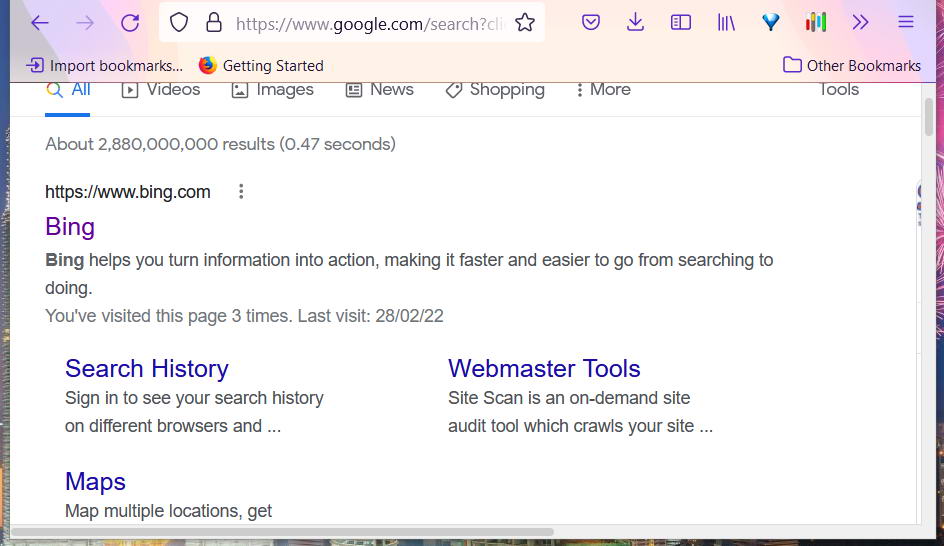 https://www.google.com/search?cli
Import bookmarks... Getting Started Other Bookmarks
All Videos Images News Shopping More Tools
About 2,880,000,000 results (0.47 seconds)
https://www.bing.com
Bing
Bing helps you turn information into action, making it faster and easier to go from searching to
doing.
You've visited this page 3 times. Last visit: 28/02/22
Search History
Sign in to see your search history
on different browsers and ...
Webmaster Tools
Site Scan is an on-demand site
audit tool which crawls your site ...
Maps
Map multiple locations, get